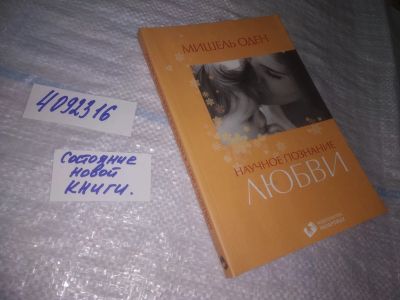 4092316
Состояние
новой
книги.
МИШЕЛЬ ОДЕН
НАУЧНОЕ ПОЗНАНИЕ
ЛЮБВИ